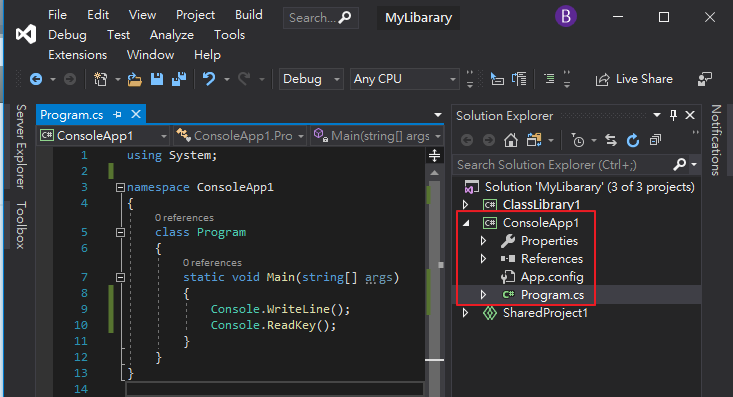 File Edit View Git Project Build
Debug Test Analyze Tools
Extensions Window Help
Search...
MyLibarary
B
Debug Any CPU Live Share
Server Explorer
Toolbox
Program.cs
ConsoleApp1 ConsoleApp1.Pro Main(string[] args
1 using System;
2
3 namespace ConsoleApp1
4 {
0 references
5 class Program
6 {
0 references
7 static void Main(string[] args)
8 {
9 Console.WriteLine();
10 Console.ReadKey();
11 }
12 }
13 }
14
Solution Explorer
Search Solution Explorer (Ctrl+;)
Solution 'MyLibarary' (3 of 3 projects)
C# ClassLibrary1
C# ConsoleApp1
Properties
References
App.config
C# Program.cs
SharedProject1
Notifications